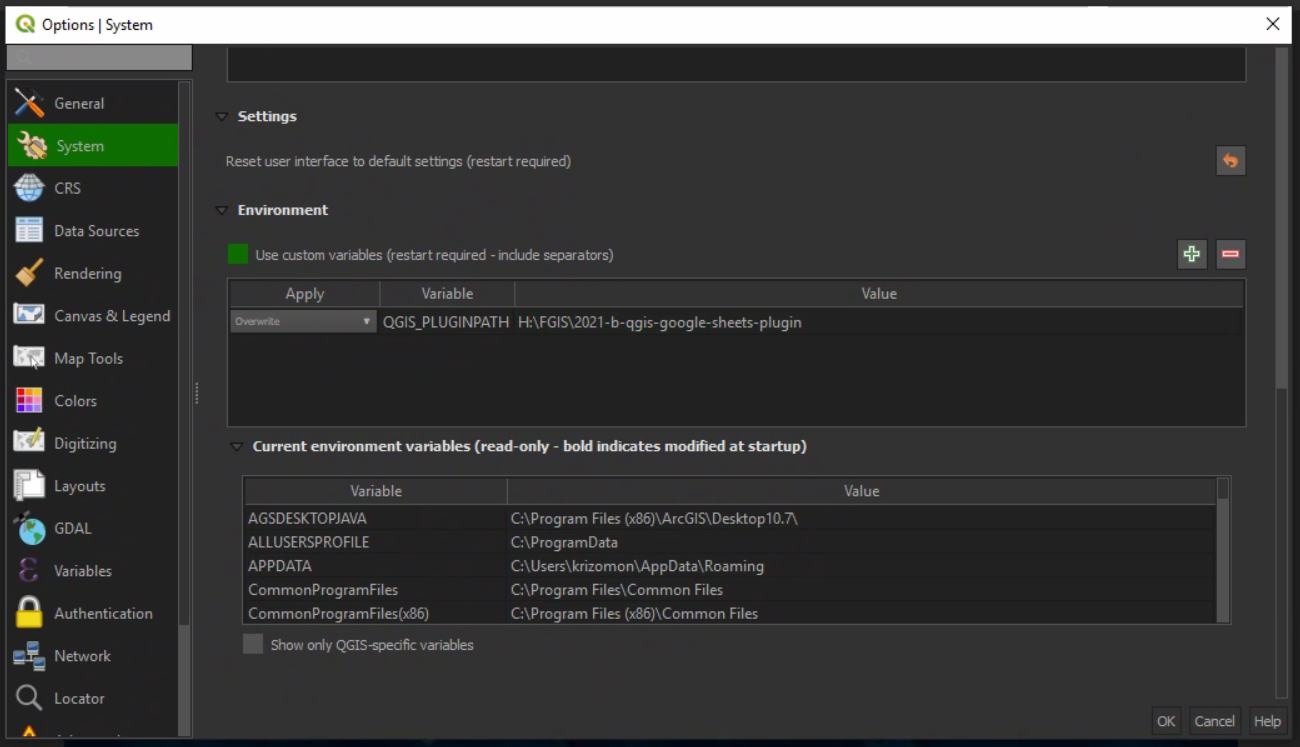 Options | System
General
System
CRS
Data Sources
Rendering
Canvas & Legend
Map Tools
Colors
Digitizing
Layouts
GDAL
Variables
Authentication
Network
Locator
Settings
Reset user interface to default settings (restart required)
Environment
Use custom variables (restart required - include separators)
Apply Variable Value
Overwrite QGIS_PLUGINPATH H:\FGIS\2021-b-qgis-google-sheets-plugin
Current environment variables (read-only - bold indicates modified at startup)
Variable Value
AGSDESKTOPJAVA C:\Program Files (x86)\ArcGIS\Desktop10.7\
ALLUSERSPROFILE C:\ProgramData
APPDATA C:\Users\krizomon\AppData\Roaming
CommonProgramFiles C:\Program Files\Common Files
CommonProgramFiles(x86) C:\Program Files (x86)\Common Files
Show only QGIS-specific variables
OK Cancel Help